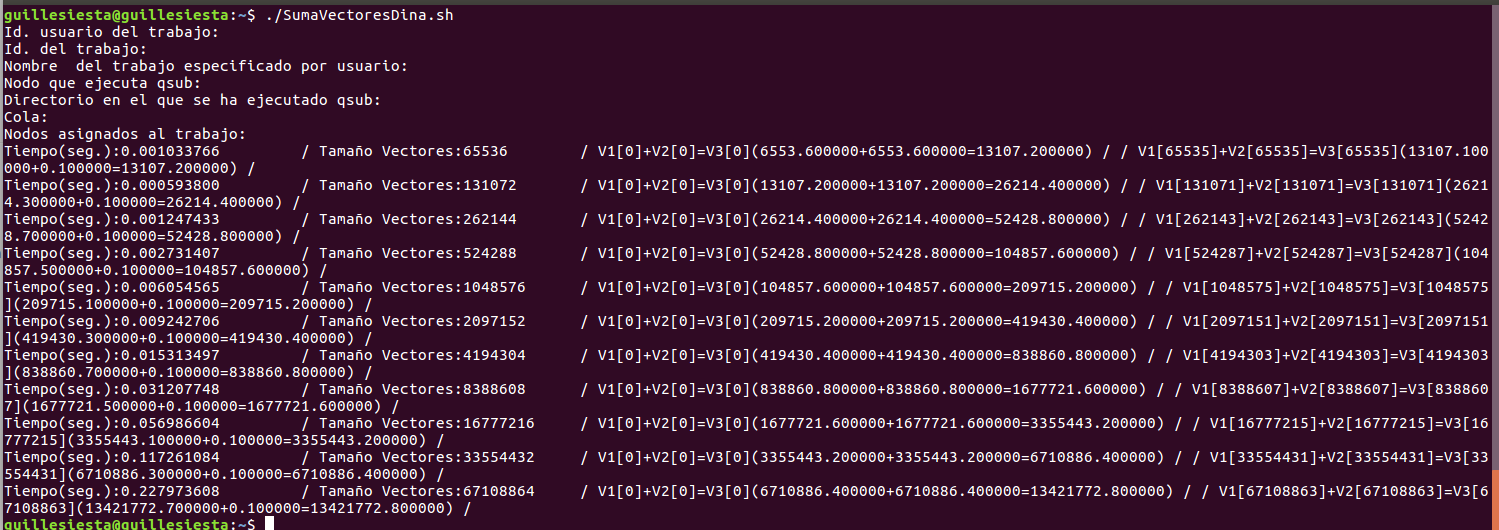 guillesiesta@guillesiesta:~$ ./SumaVectoresDina.sh
Id. usuario del trabajo:
Id. del trabajo:
Nombre  del trabajo especificado por usuario:
Nodo que ejecuta qsub:
Directorio en el que se ha ejecutado qsub:
Cola:
Nodos asignados al trabajo:
Tiempo(seg.):0.001033766         / Tamaño Vectores:65536        / V1[0]+V2[0]=V3[0](6553.600000+6553.600000=13107.200000) / / V1[65535]+V2[65535]=V3[65535](13107.100
000+0.100000=13107.200000) /
Tiempo(seg.):0.000593800         / Tamaño Vectores:131072       / V1[0]+V2[0]=V3[0](13107.200000+13107.200000=26214.400000) / / V1[131071]+V2[131071]=V3[131071](2621
4.300000+0.100000=26214.400000) /
Tiempo(seg.):0.001247433         / Tamaño Vectores:262144       / V1[0]+V2[0]=V3[0](26214.400000+26214.400000=52428.800000) / / V1[262143]+V2[262143]=V3[262143](5242
8.700000+0.100000=52428.800000) /
Tiempo(seg.):0.002731407         / Tamaño Vectores:524288       / V1[0]+V2[0]=V3[0](52428.800000+52428.800000=104857.600000) / / V1[524287]+V2[524287]=V3[524287](104
857.500000+0.100000=104857.600000) /
Tiempo(seg.):0.006054565         / Tamaño Vectores:1048576      / V1[0]+V2[0]=V3[0](104857.600000+104857.600000=209715.200000) / / V1[1048575]+V2[1048575]=V3[1048575
](209715.100000+0.100000=209715.200000) /
Tiempo(seg.):0.009242706         / Tamaño Vectores:2097152      / V1[0]+V2[0]=V3[0](209715.200000+209715.200000=419430.400000) / / V1[2097151]+V2[2097151]=V3[2097151
](419430.300000+0.100000=419430.400000) /
Tiempo(seg.):0.015313497         / Tamaño Vectores:4194304      / V1[0]+V2[0]=V3[0](419430.400000+419430.400000=838860.800000) / / V1[4194303]+V2[4194303]=V3[4194303
](838860.700000+0.100000=838860.800000) /
Tiempo(seg.):0.031207748         / Tamaño Vectores:8388608      / V1[0]+V2[0]=V3[0](838860.800000+838860.800000=1677721.600000) / / V1[8388607]+V2[8388607]=V3[838860
7](1677721.500000+0.100000=1677721.600000) /
Tiempo(seg.):0.056986604         / Tamaño Vectores:16777216     / V1[0]+V2[0]=V3[0](1677721.600000+1677721.600000=3355443.200000) / / V1[16777215]+V2[16777215]=V3[16
777215](3355443.100000+0.100000=3355443.200000) /
Tiempo(seg.):0.117261084         / Tamaño Vectores:33554432     / V1[0]+V2[0]=V3[0](3355443.200000+3355443.200000=6710886.400000) / / V1[33554431]+V2[33554431]=V3[33
554431](6710886.300000+0.100000=6710886.400000) /
Tiempo(seg.):0.227973608         / Tamaño Vectores:67108864     / V1[0]+V2[0]=V3[0](6710886.400000+6710886.400000=13421772.800000) / / V1[67108863]+V2[67108863]=V3[6
7108863](13421772.700000+0.100000=13421772.800000) /
guillesiesta@guillesiesta:~$